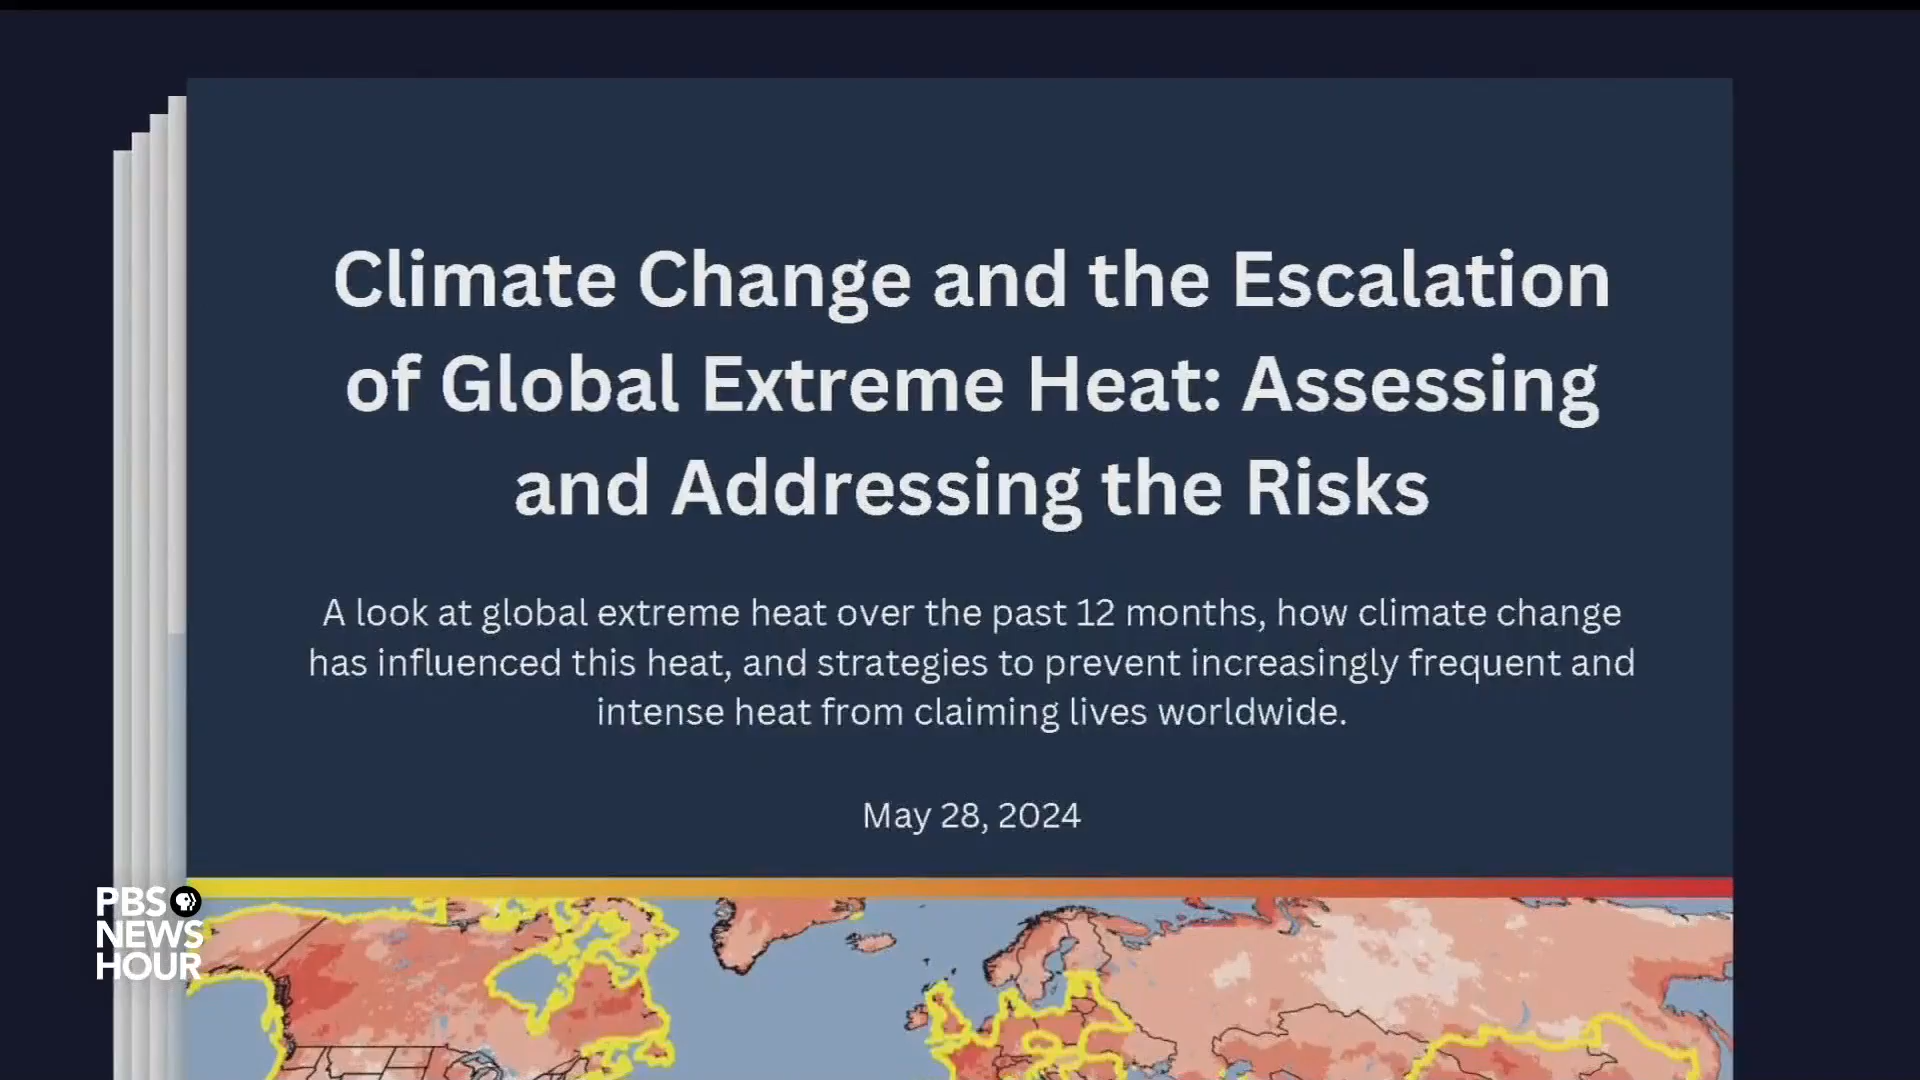 Climate Change and the Escalation
of Global Extreme Heat: Assessing
and Addressing the Risks
A look at global extreme heat over the past 12 months, how climate change
has influenced this heat, and strategies to prevent increasingly frequent and
intense heat from claiming lives worldwide.
May 28, 2024
PBS
NEWS
HOUR